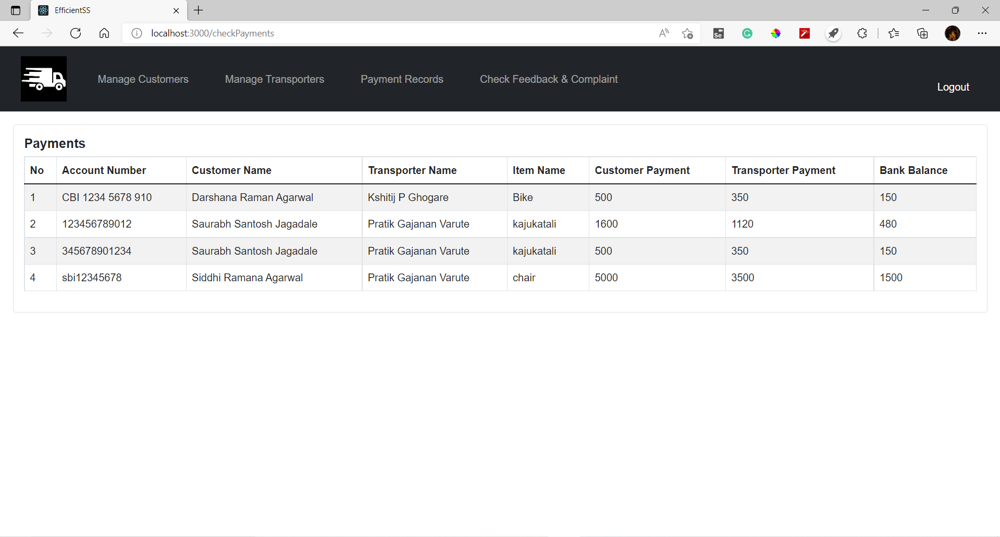 EfficientSS
localhost:3000/checkPayments
Manage Customers Manage Transporters Payment Records Check Feedback & Complaint Logout
Payments
No Account Number Customer Name Transporter Name Item Name Customer Payment Transporter Payment Bank Balance
1 CBI 1234 5678 910 Darshana Raman Agarwal Kshitij P Ghogare Bike 500 350 150
2 123456789012 Saurabh Santosh Jagadale Pratik Gajanan Varute kajukatali 1600 1120 480
3 345678901234 Saurabh Santosh Jagadale Pratik Gajanan Varute kajukatali 500 350 150
4 sbi12345678 Siddhi Ramana Agarwal Pratik Gajanan Varute chair 5000 3500 1500